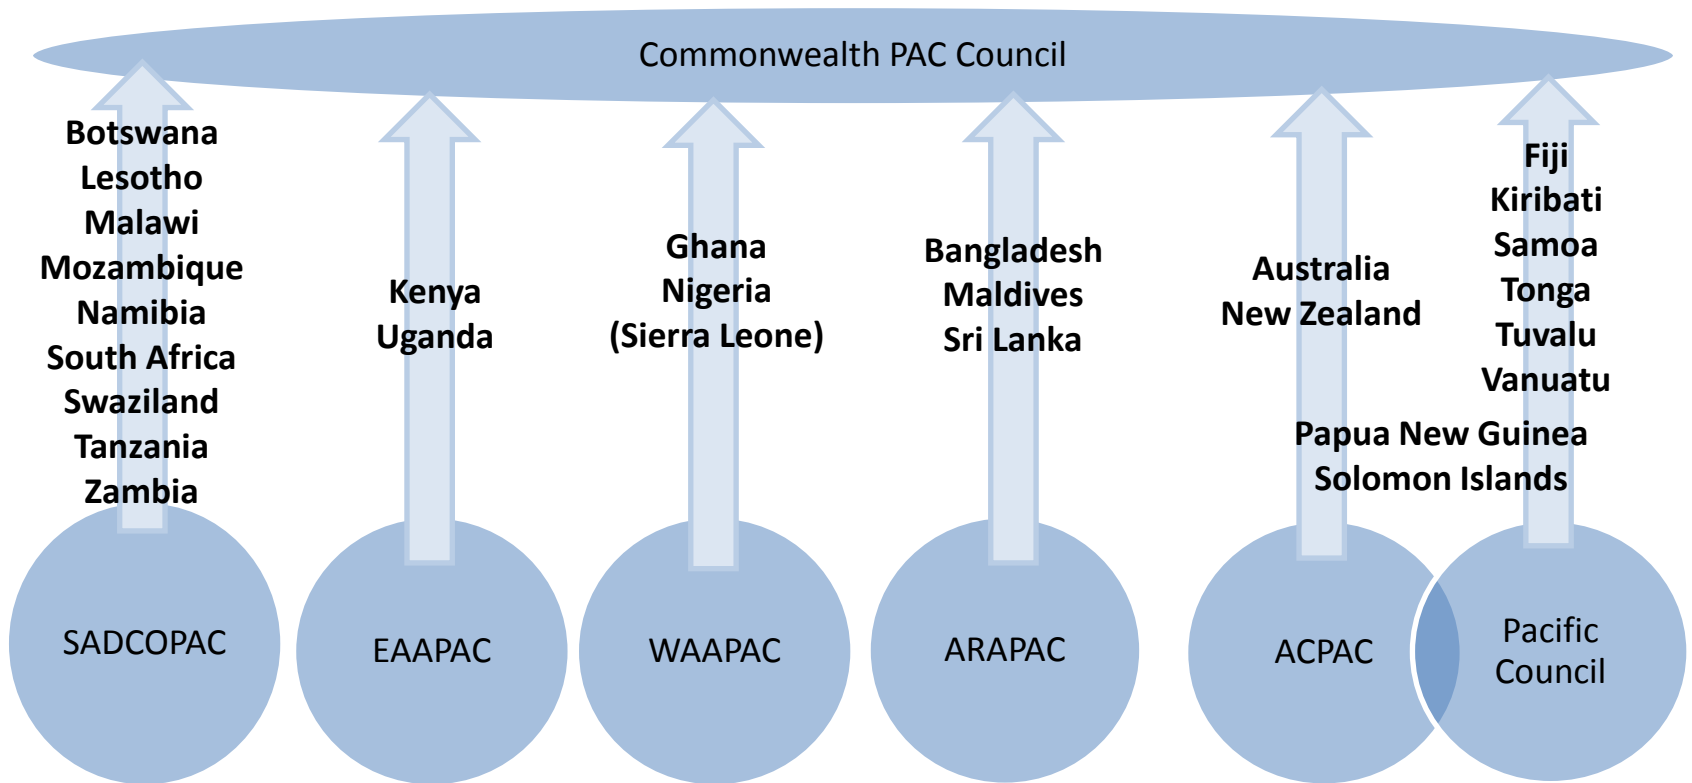 Commonwealth PAC Council
Botswana
Lesotho
Malawi
Mozambique
Namibia
South Africa
Swaziland
Tanzania
Zambia
Kenya
Uganda
Ghana
Nigeria
(Sierra Leone)
Bangladesh
Maldives
Sri Lanka
Australia
New Zealand
Fiji
Kiribati
Samoa
Tonga
Tuvalu
Vanuatu
Papua New Guinea
Solomon Islands
SADCOPAC
EAAPAC
WAAPAC
ARAPAC
ACPAC
Pacific
Council